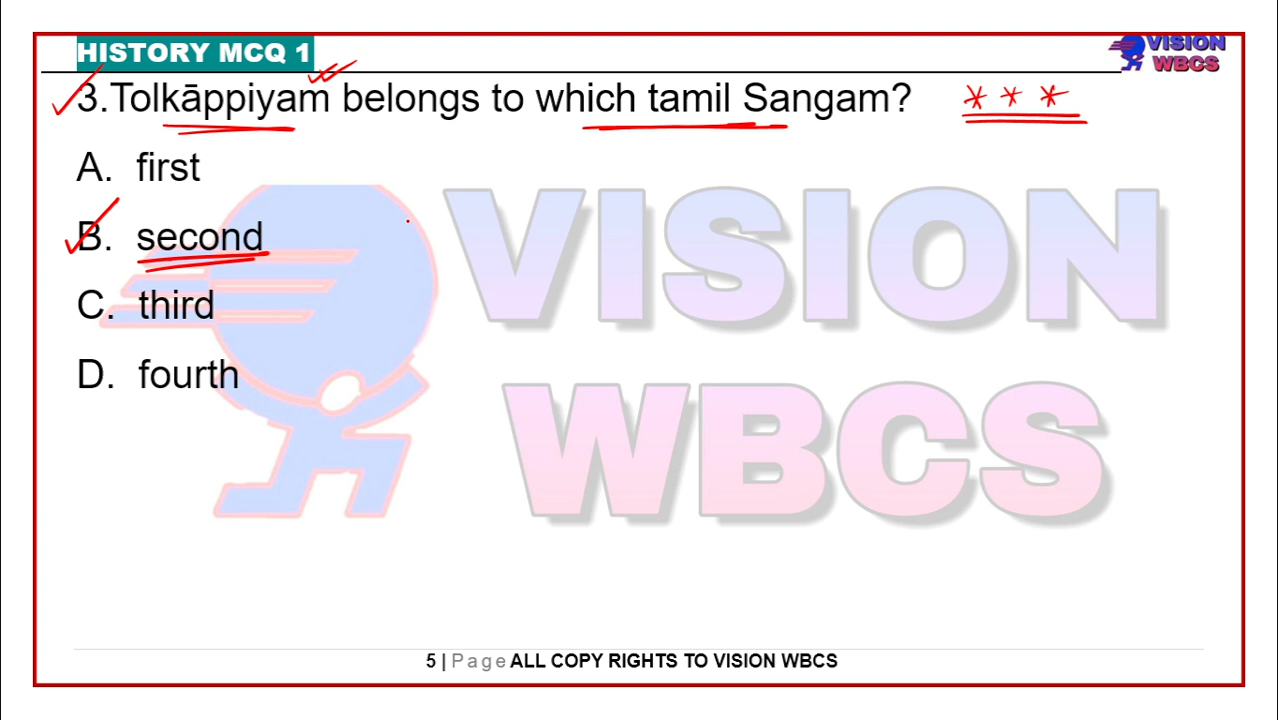 HISTORY MCQ 1
VISION
WBCS
3.Tolkāppiyam belongs to which tamil Sangam? ***
A. first
B. second
C. third
D. fourth
VISION
WBCS
5 | Page ALL COPY RIGHTS TO VISION WBCS